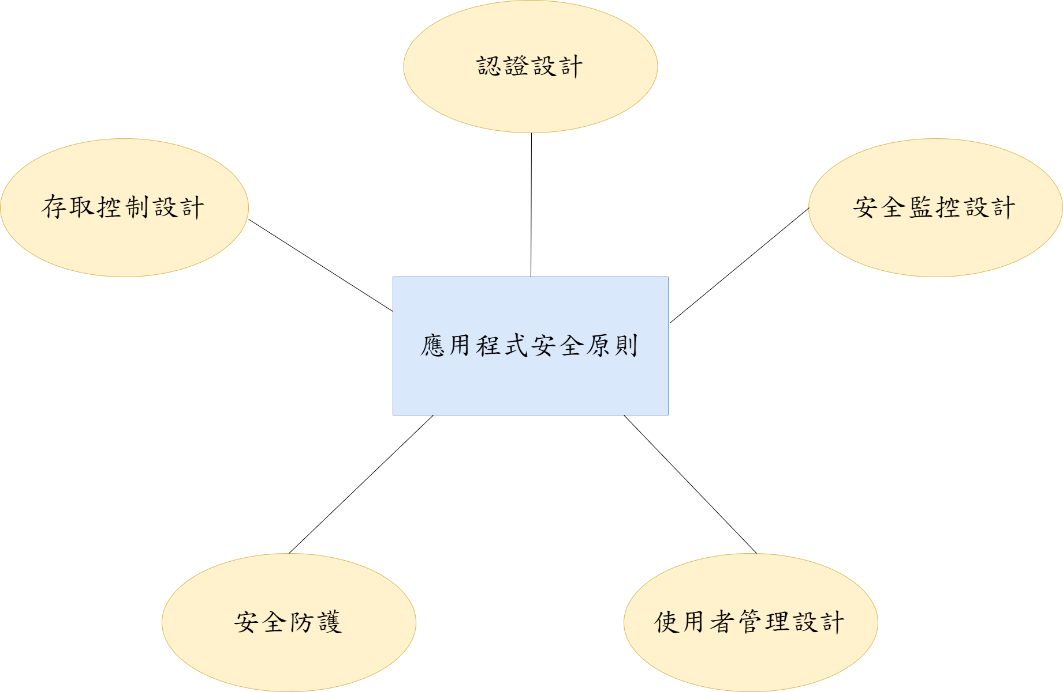 認證設計
存取控制設計
安全監控設計
應用程式安全原則
安全防護
使用者管理設計